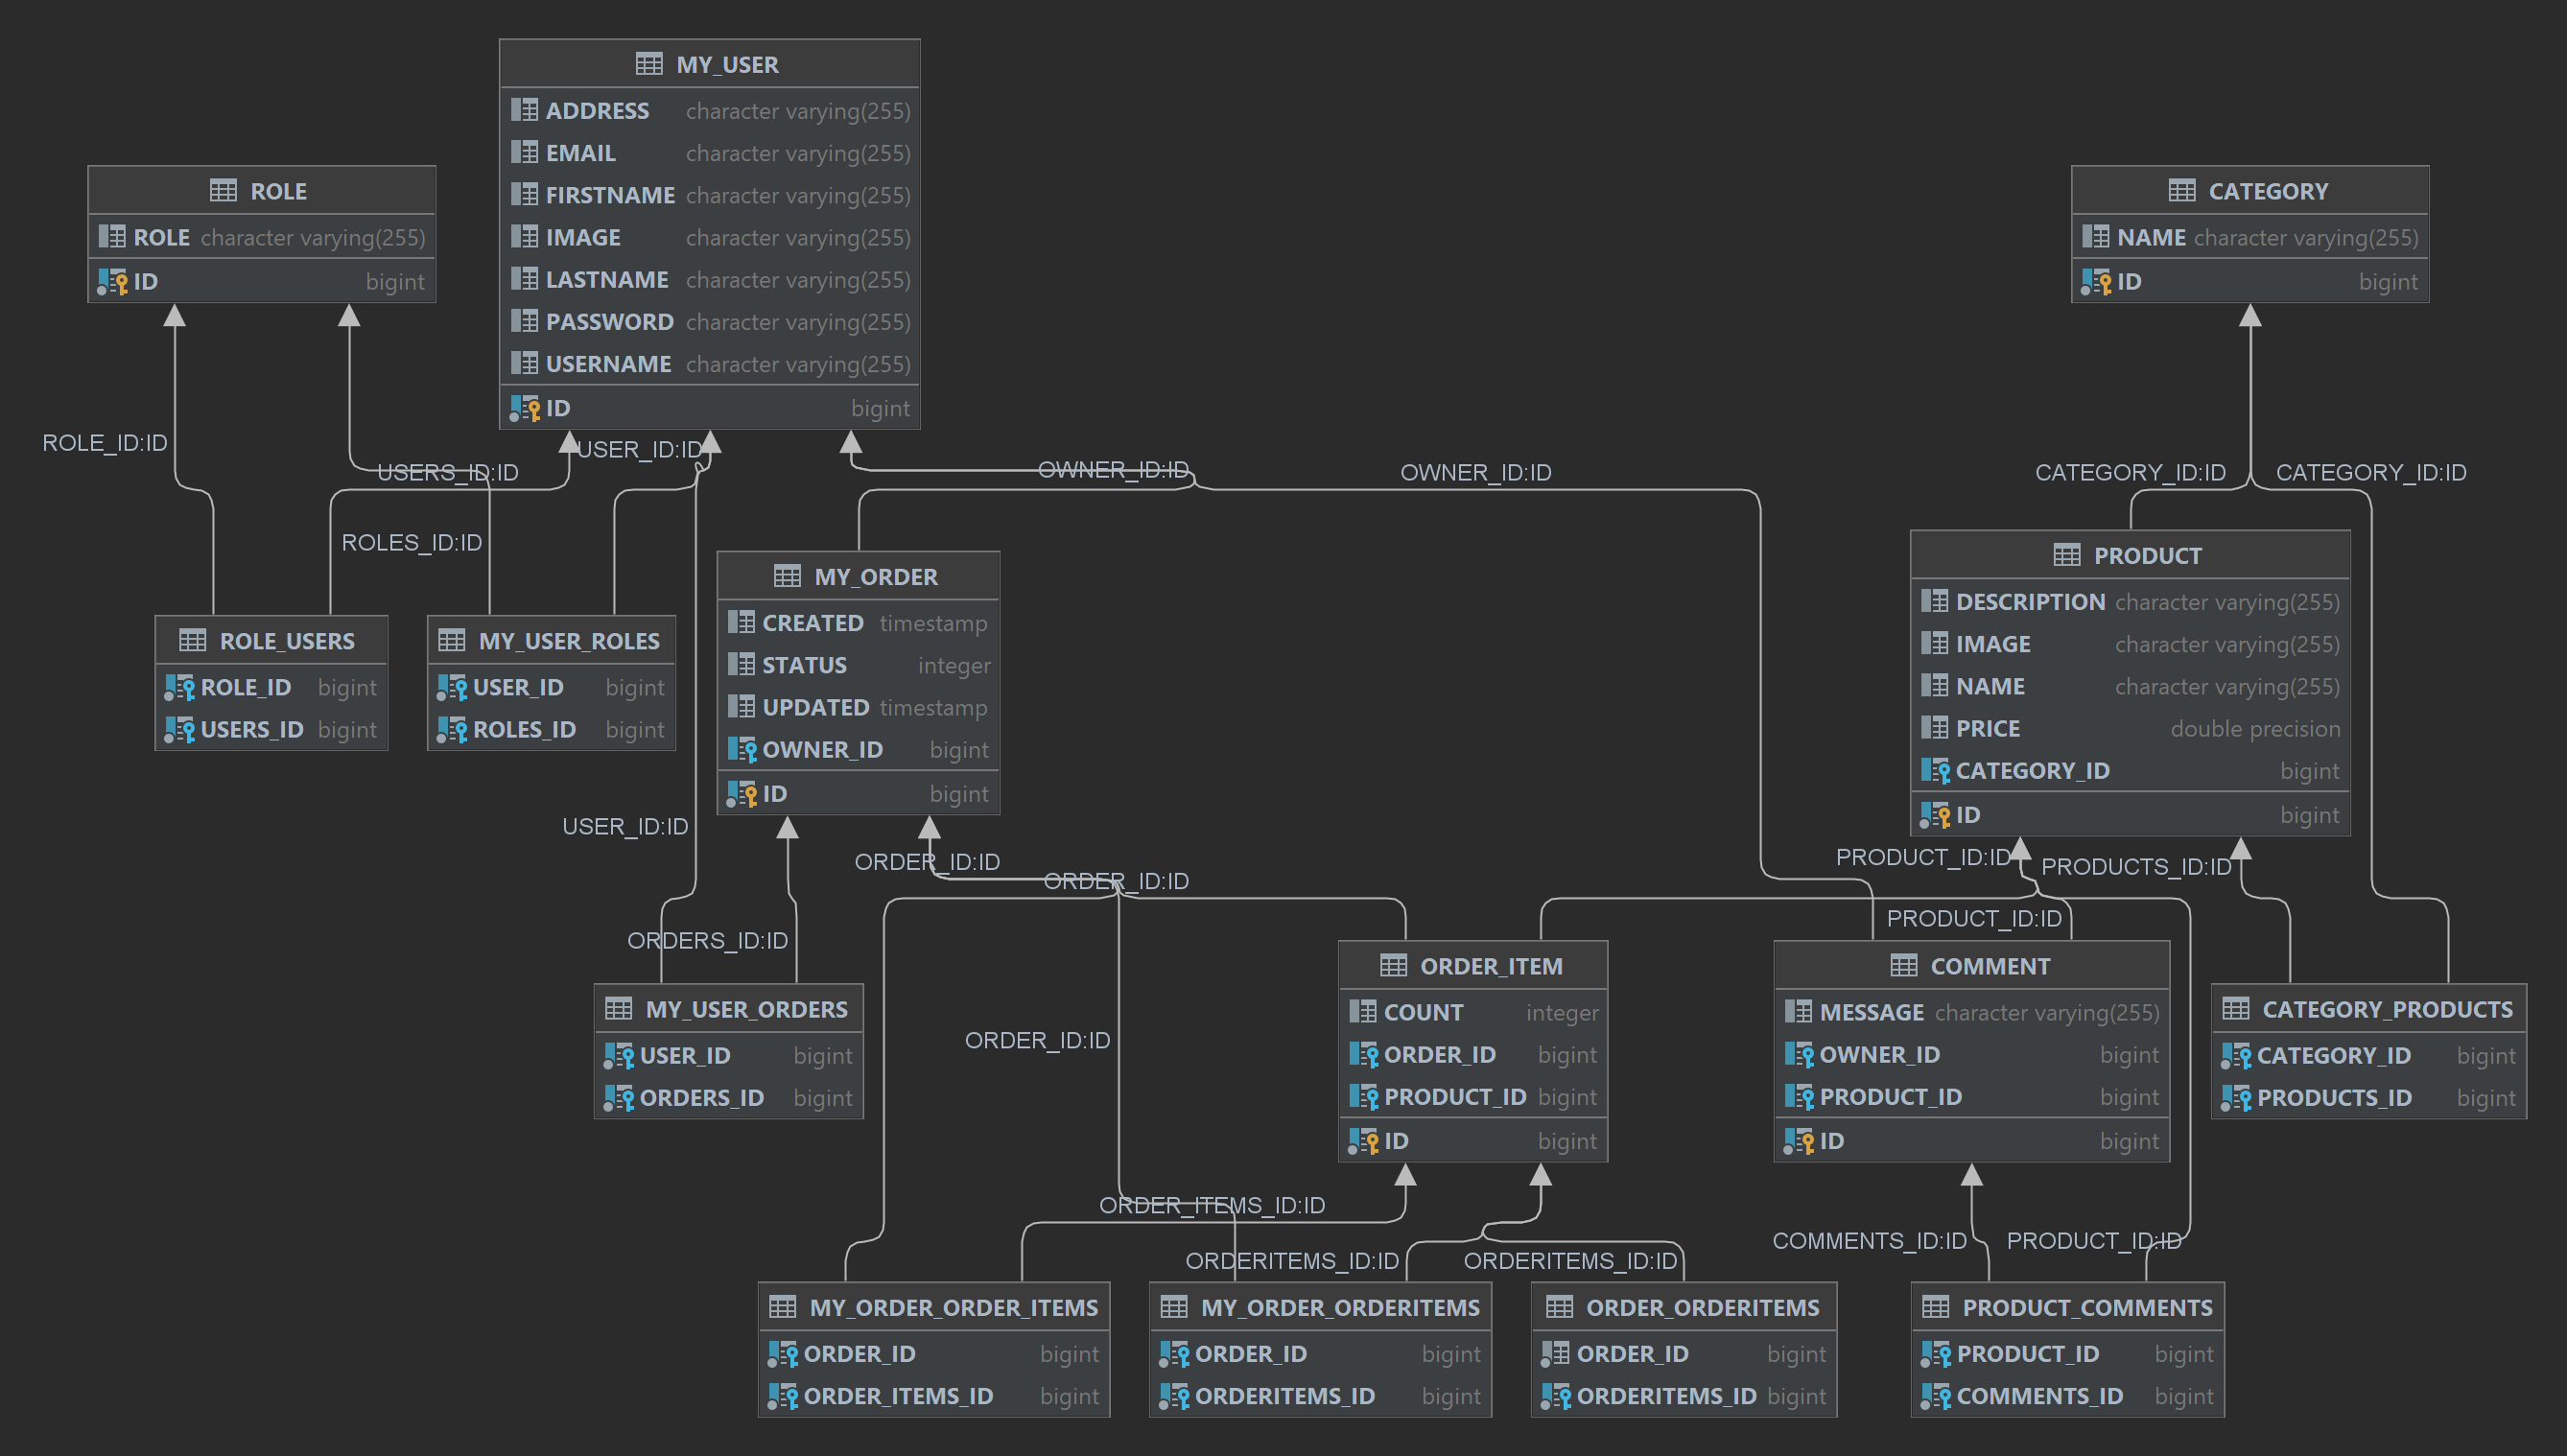 MY_USER
ADDRESS character varying(255)
EMAIL character varying(255)
FIRSTNAME character varying(255)
IMAGE character varying(255)
LASTNAME character varying(255)
PASSWORD character varying(255)
USERNAME character varying(255)
ID bigint
ROLE
ROLE character varying(255)
ID bigint
CATEGORY
NAME character varying(255)
ID bigint
ROLE_ID:ID
USERS_ID:ID
USER_ID:ID
OWNER_ID:ID
OWNER_ID:ID
CATEGORY_ID:ID
CATEGORY_ID:ID
ROLES_ID:ID
ROLE_USERS
ROLE_ID bigint
USERS_ID bigint
MY_USER_ROLES
USER_ID bigint
ROLES_ID bigint
MY_ORDER
CREATED timestamp
STATUS integer
UPDATED timestamp
OWNER_ID bigint
ID bigint
PRODUCT
DESCRIPTION character varying(255)
IMAGE character varying(255)
NAME character varying(255)
PRICE double precision
CATEGORY_ID bigint
ID bigint
USER_ID:ID
ORDER_ID:ID
ORDER_ID:ID
PRODUCT_ID:ID
PRODUCTS_ID:ID
ORDERS_ID:ID
PRODUCT_ID:ID
MY_USER_ORDERS
USER_ID bigint
ORDERS_ID bigint
ORDER_ID:ID
ORDER_ITEM
COUNT integer
ORDER_ID bigint
PRODUCT_ID bigint
ID bigint
COMMENT
MESSAGE character varying(255)
OWNER_ID bigint
PRODUCT_ID bigint
ID bigint
CATEGORY_PRODUCTS
CATEGORY_ID bigint
PRODUCTS_ID bigint
ORDER_ITEMS_ID:ID
ORDERITEMS_ID:ID
ORDERITEMS_ID:ID
COMMENTS_ID:ID
PRODUCT_ID:ID
MY_ORDER_ORDER_ITEMS
ORDER_ID bigint
ORDER_ITEMS_ID bigint
MY_ORDER_ORDERITEMS
ORDER_ID bigint
ORDERITEMS_ID bigint
ORDER_ORDERITEMS
ORDER_ID bigint
ORDERITEMS_ID bigint
PRODUCT_COMMENTS
PRODUCT_ID bigint
COMMENTS_ID bigint